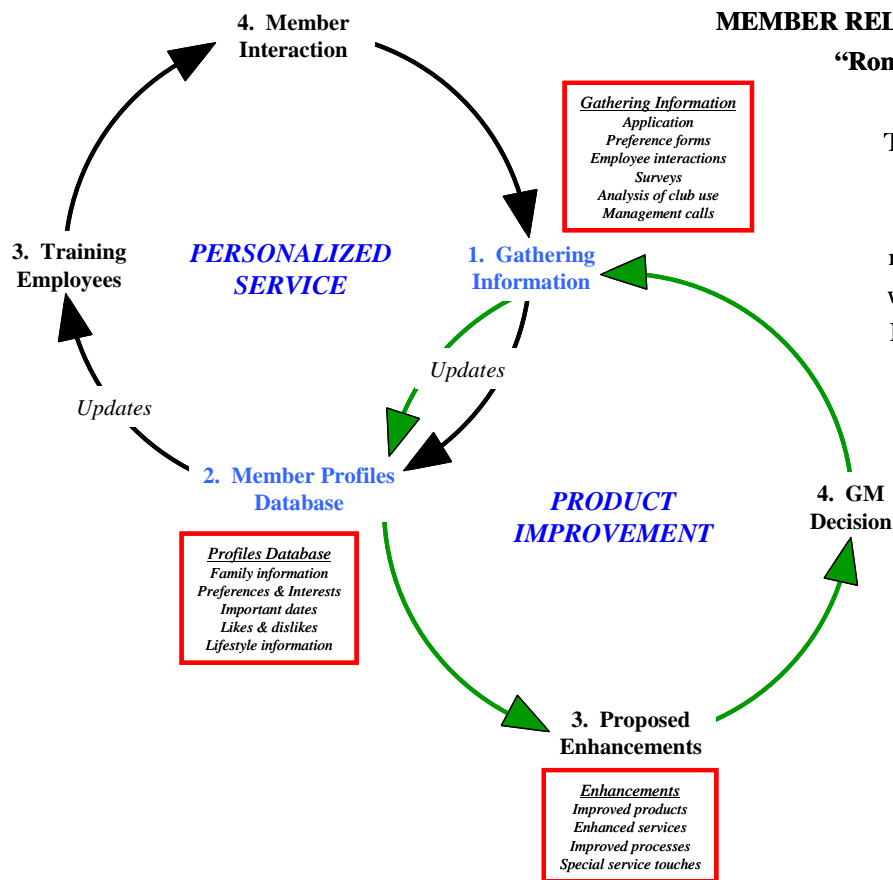 4. Member
Interaction
MEMBER
Gathering Information
Application
Preference forms
Employee interactions
Surveys
Analysis of club use
Management calls
3. Training
Employees
PERSONALIZED
SERVICE
1. Gathering
Information
Updates
Updates
2. Member Profiles
Database
PRODUCT
IMPROVEMENT
4. GM
Decision
Profiles Database
Family information
Preferences & Interests
Important dates
Likes & dislikes
Lifestyle information
3. Proposed
Enhancements
Enhancements
Improved products
Enhanced services
Improved processes
Special service touches